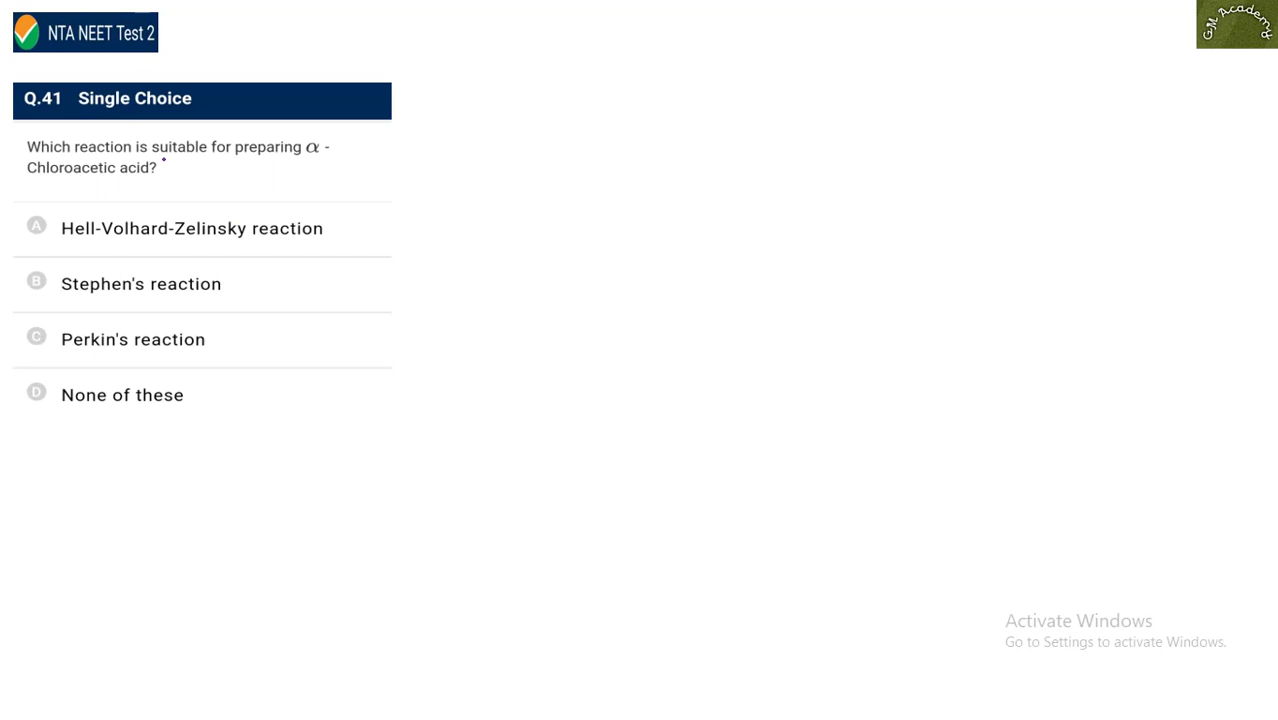 NTA NEET Test 2
GM Academy
Q.41 Single Choice
Which reaction is suitable for preparing α -
Chloroacetic acid?
A Hell-Volhard-Zelinsky reaction
B Stephen's reaction
C Perkin's reaction
D None of these
Activate Windows
Go to Settings to activate Windows.